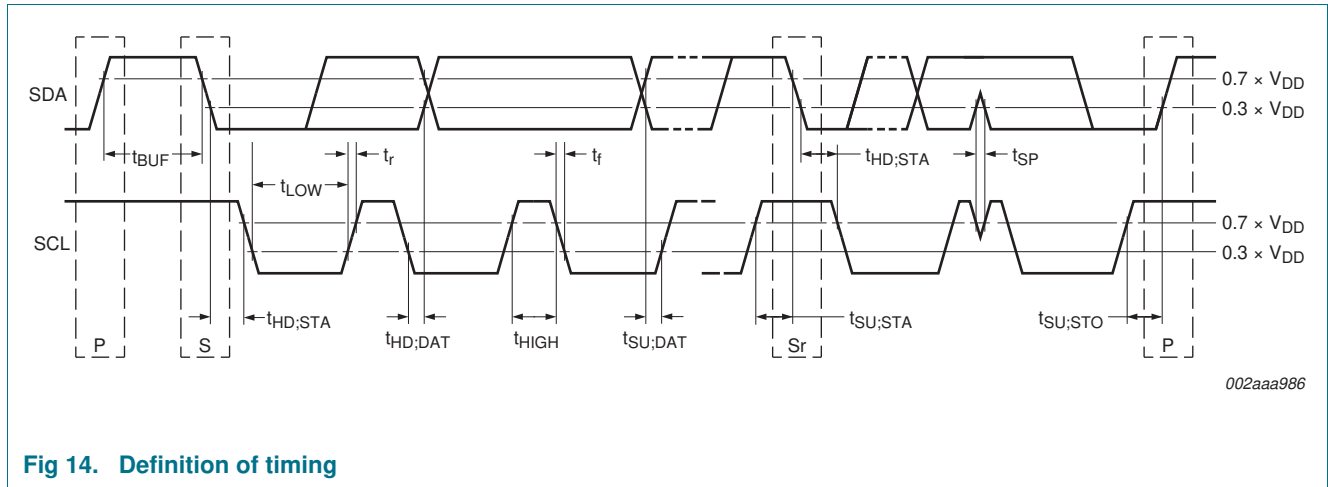 SDA
0.7 × VDD
0.3 × VDD
tBUF
tLOW
tr
tf
tHD;STA
tSP
SCL
0.7 × VDD
0.3 × VDD
tHD;STA
tHD;DAT
tHIGH
tSU;DAT
tSU;STA
tSU;STO
P
S
Sr
P
002aaa986
Fig 14. Definition of timing